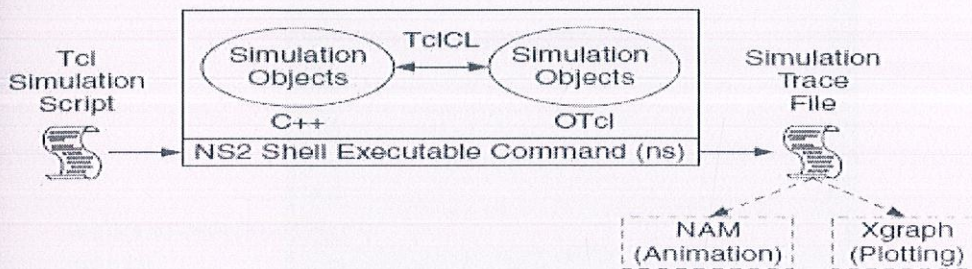 Tcl
Simulation
Script
Simulation
Objects
TclCL
Simulation
Objects
C++
OTcl
NS2 Shell Executable Command (ns)
Simulation
Trace
File
NAM
(Animation)
Xgraph
(Plotting)